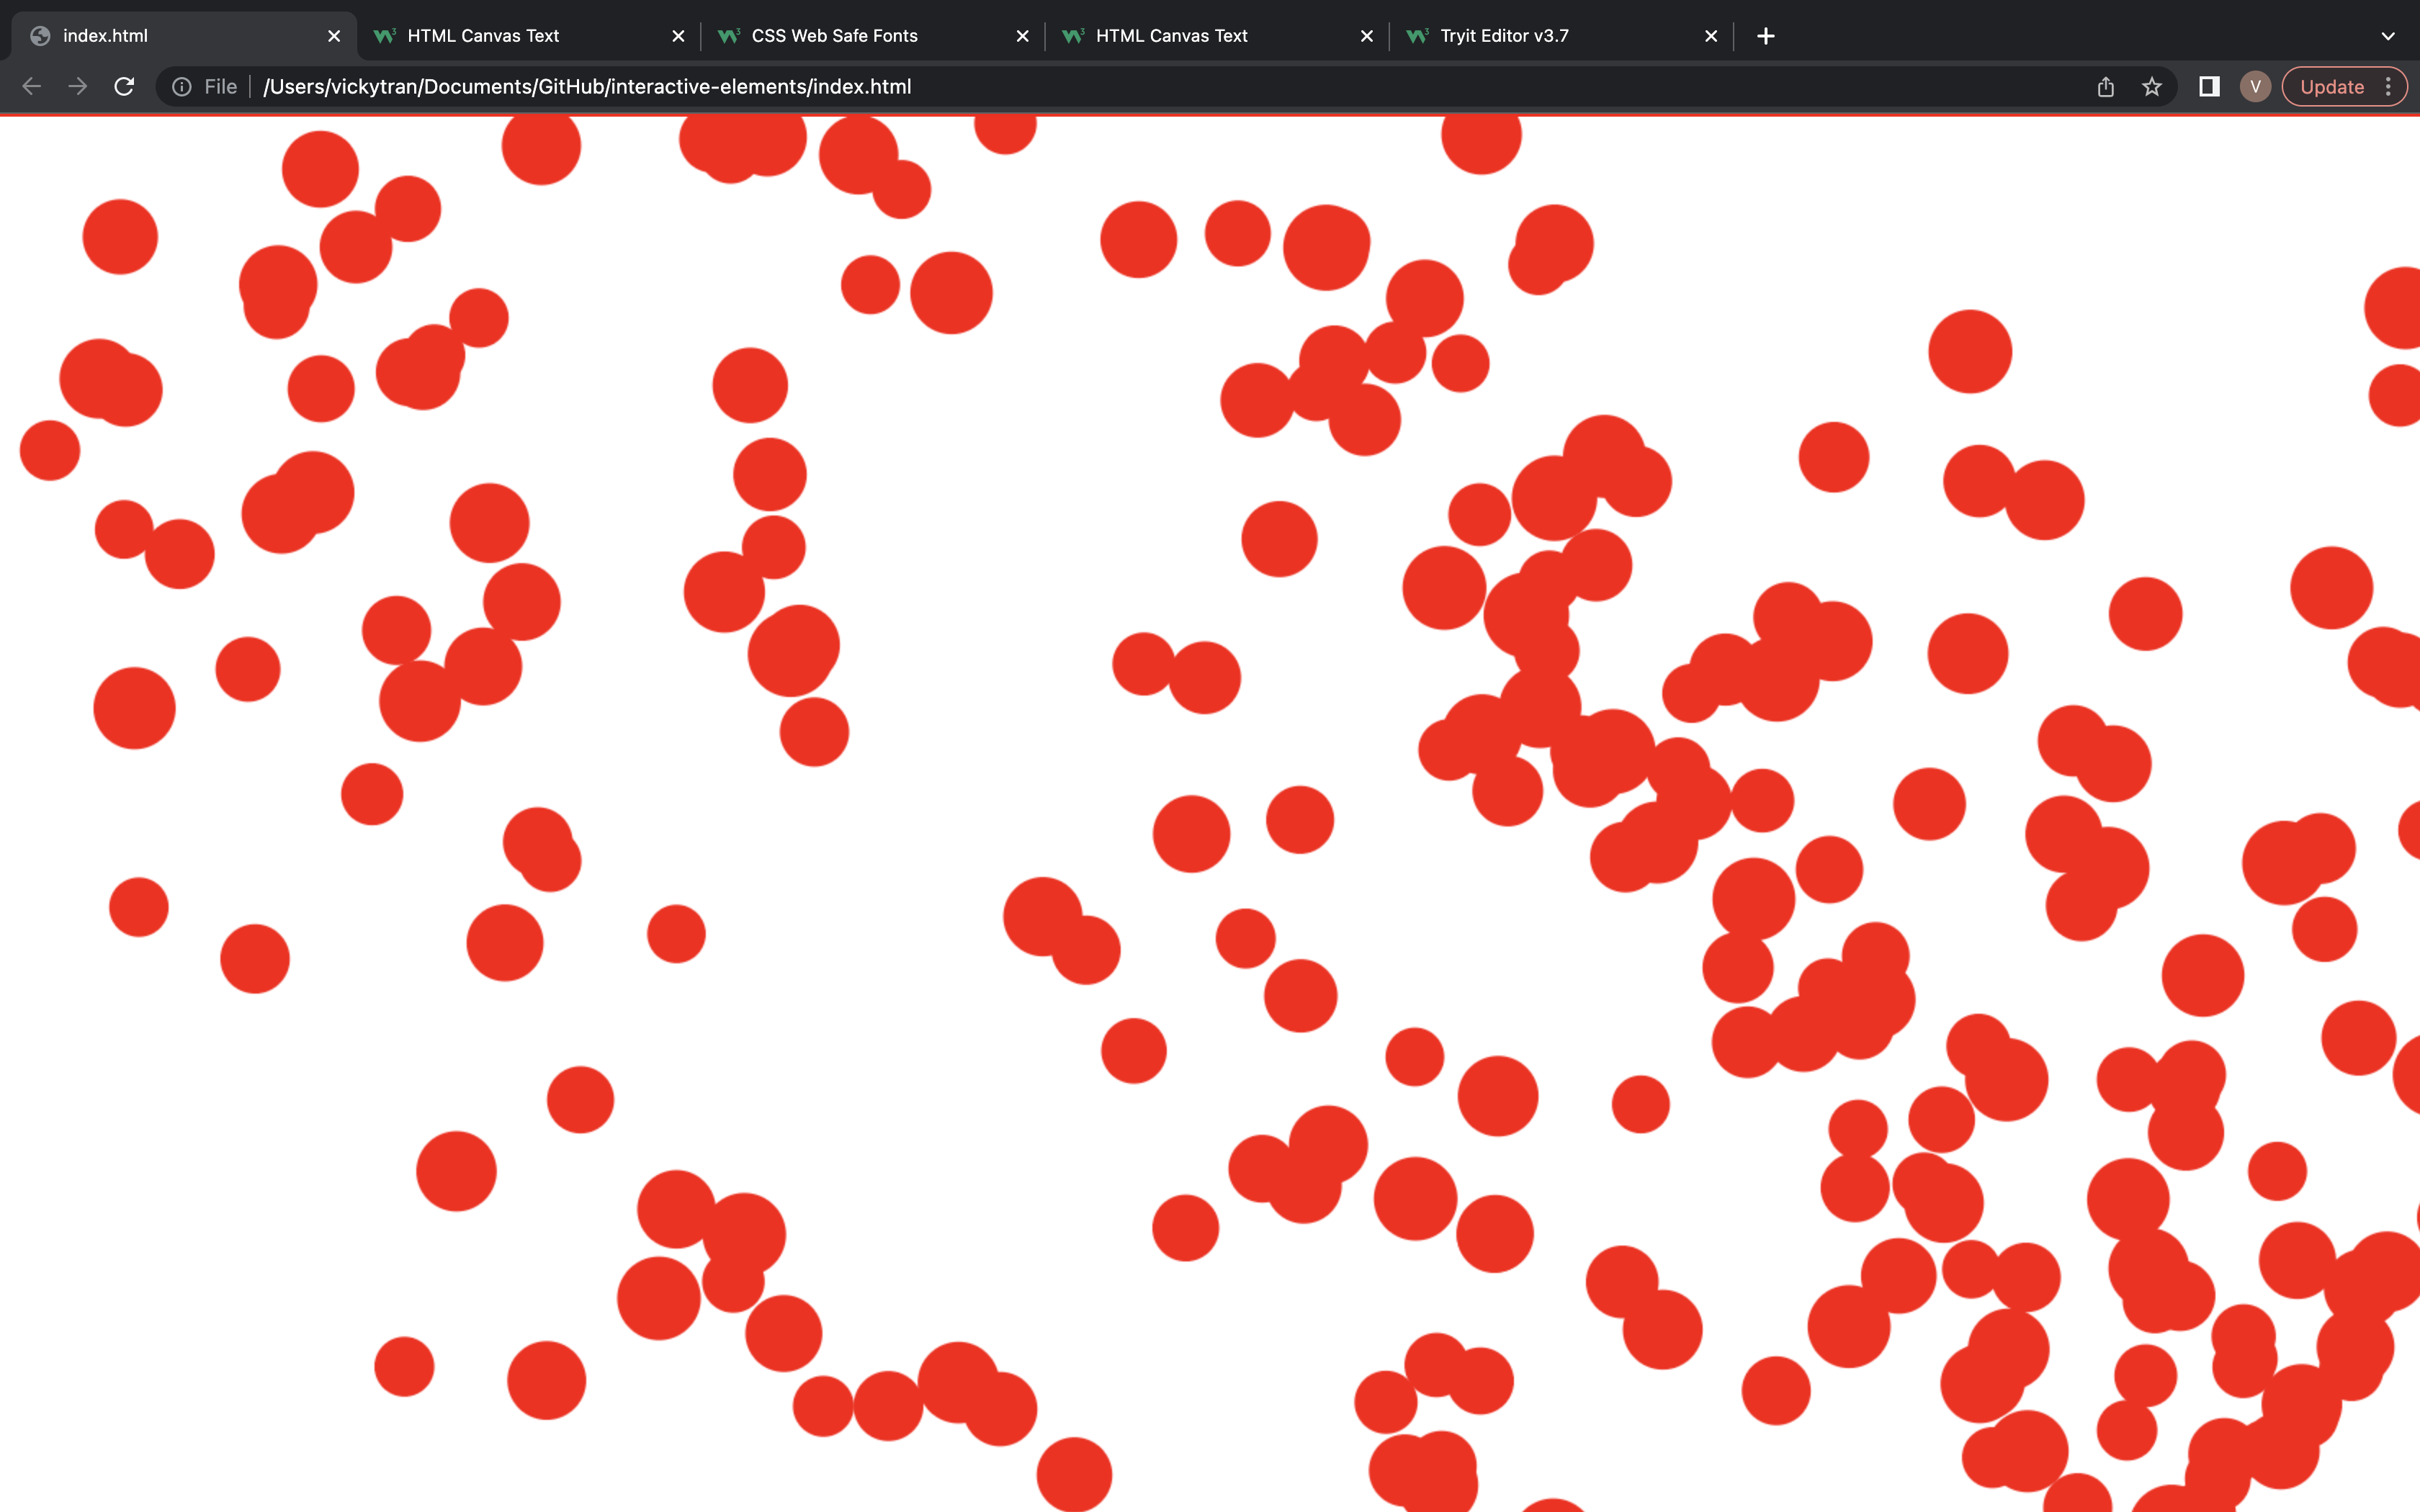 index.html
HTML Canvas Text
CSS Web Safe Fonts
HTML Canvas Text
Tryit Editor v3.7
File
/Users/vickytran/Documents/GitHub/interactive-elements/index.html
V
Update